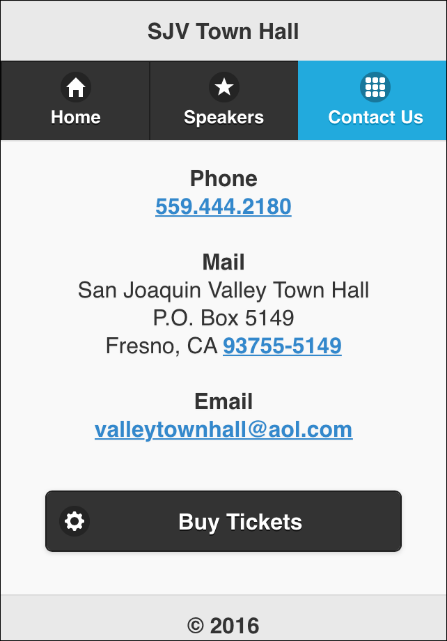 SJV Town Hall
Home Speakers Contact Us
Phone
559.444.2180
Mail
San Joaquin Valley Town Hall
P.O. Box 5149
Fresno, CA 93755-5149
Email
valleytownhall@aol.com
Buy Tickets
© 2016